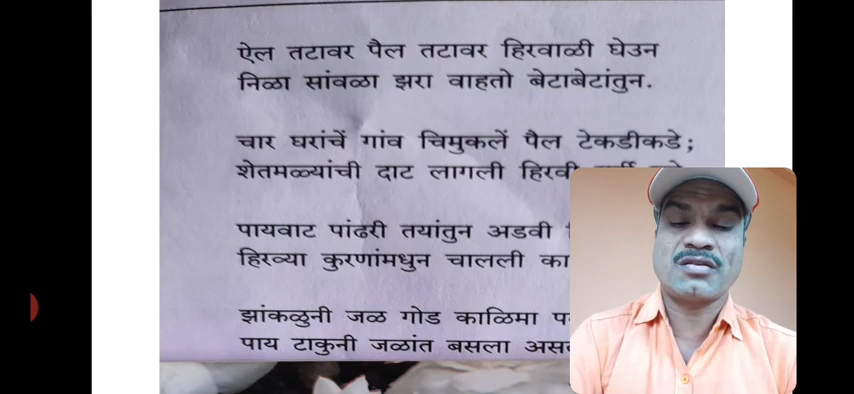 ऐल तटावर पैल तटावर हिरवाळी घेउन
निळा सांवळा झरा वाहतो बेटाबेटांतुन.
चार घरांचें गांव चिमुकलें पैल टेकडीकडे;
शेतमळ्यांची दाट लागली हिरवी
पायवाट पांढरी तयांतुन अडवी
हिरव्या कुरणांमधुन चालली
झांकळुनी जळ गोड काळिमा
पाय टाकुनी जळांत बसला